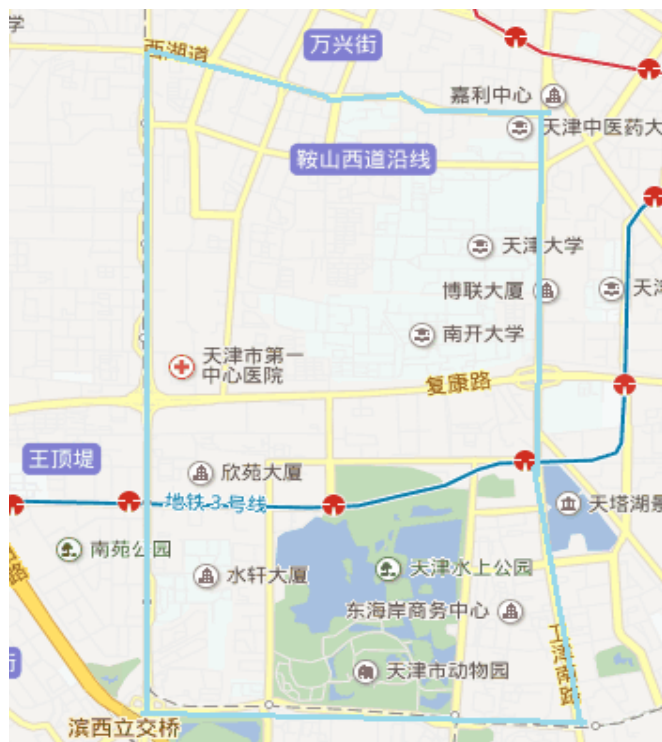 学
西湖道
万兴街
嘉利中心
天津中医药大
鞍山西道沿线
天津大学
博联大厦
天津
南开大学
天津市第一
中心医院
复康路
王顶堤
欣苑大厦
地铁3号线
天塔湖景
南苑公园
水轩大厦
天津水上公园
路
东海岸商务中心
卫津南路
天津市动物园
街
滨西立交桥